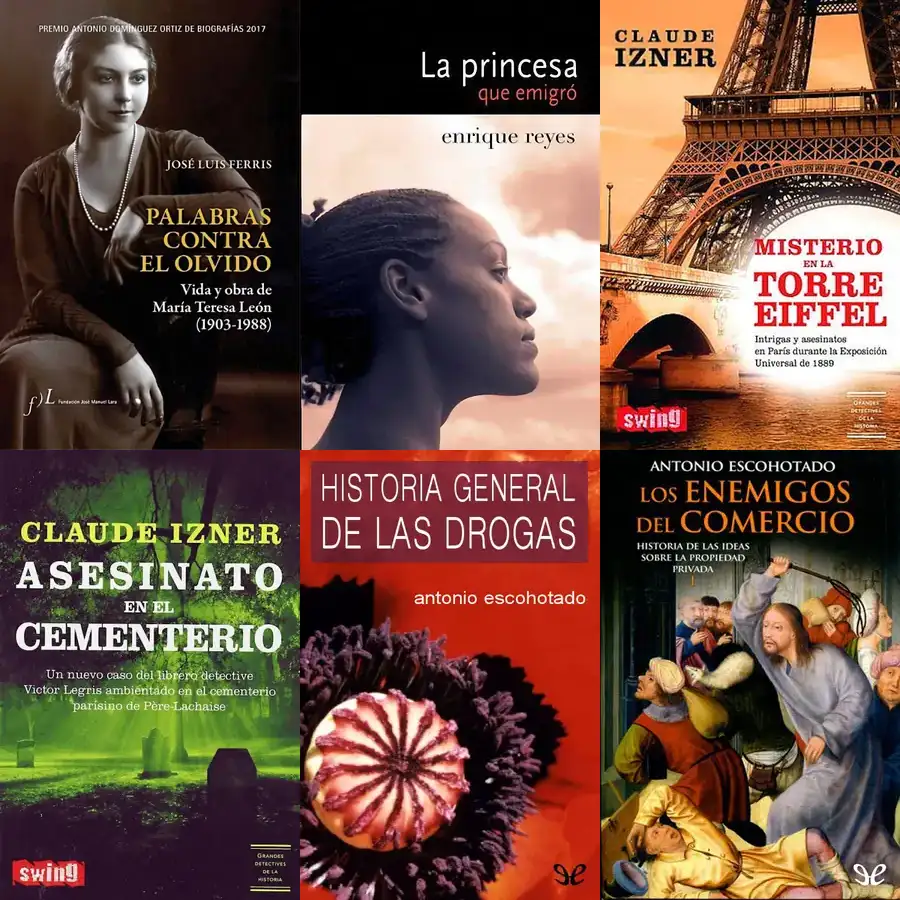 PREMIO ANTONIO DOMÍNGUEZ ORTIZ DE BIOGRAFÍAS 2017
JOSÉ LUIS FERRIS
PALABRAS
CONTRA
EL OLVIDO
Vida y obra de
María Teresa León
(1903-1988)
f)L Fundación José Manuel Lara
La princesa
que emigró
enrique reyes
CLAUDE
IZNER
MISTERIO
EN LA
TORRE
EIFFEL
Intrigas y asesinatos
en París durante la Exposición
Universal de 1889
swing
GRANDES
DETECTIVES
DE LA
HISTORIA
CLAUDE IZNER
ASESINATO
EN EL
CEMENTERIO
Un nuevo caso del librero detective
Victor Legris ambientado en el cementerio
parisino de Père-Lachaise
swing
GRANDES
DETECTIVES
DE LA
HISTORIA
HISTORIA GENERAL
DE LAS DROGAS
antonio escohotado
ANTONIO ESCOHOTADO
LOS ENEMIGOS
DEL COMERCIO
HISTORIA DE LAS IDEAS
SOBRE LA PROPIEDAD
PRIVADA
1